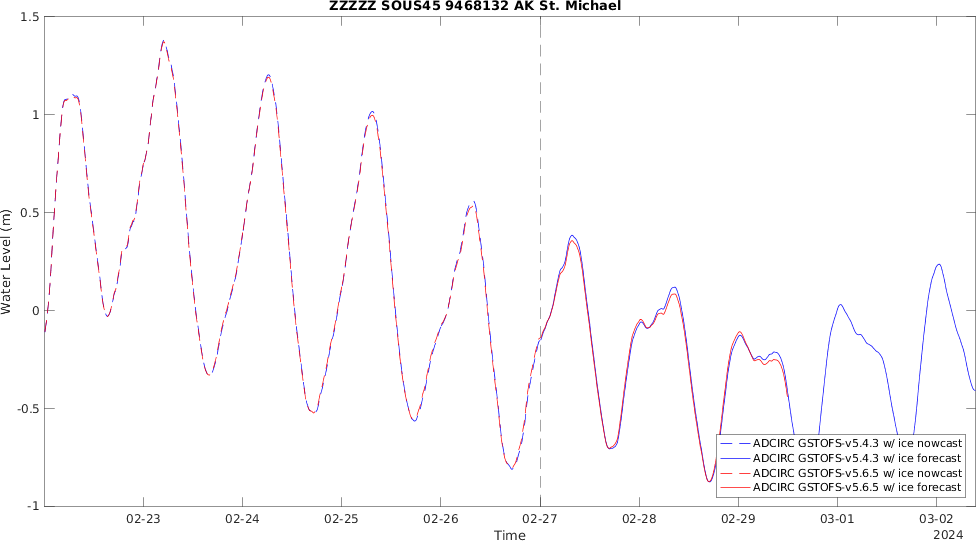 ZZZZZ SOUS45 9468132 AK St. Michael
1.5
1
0.5
0
-0.5
-1
Water Level (m)
ADCIRC GSTOFS-v5.4.3 w/ ice nowcast
ADCIRC GSTOFS-v5.4.3 w/ ice forecast
ADCIRC GSTOFS-v5.6.5 w/ ice nowcast
ADCIRC GSTOFS-v5.6.5 w/ ice forecast
02-23 02-24 02-25 02-26 02-27 02-28 02-29 03-01 03-02
Time
2024